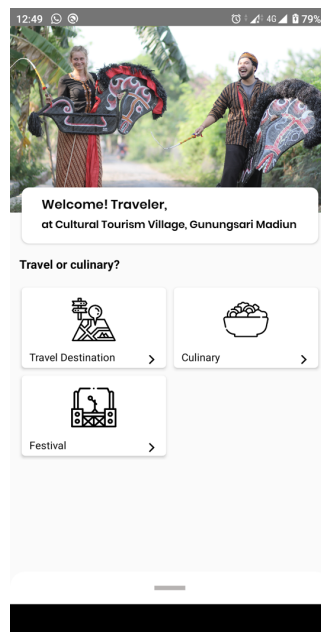 12:49 4G 79%
Welcome! Traveler,
at Cultural Tourism Village, Gunungsari Madiun
Travel or culinary?
Travel Destination
Culinary
Festival